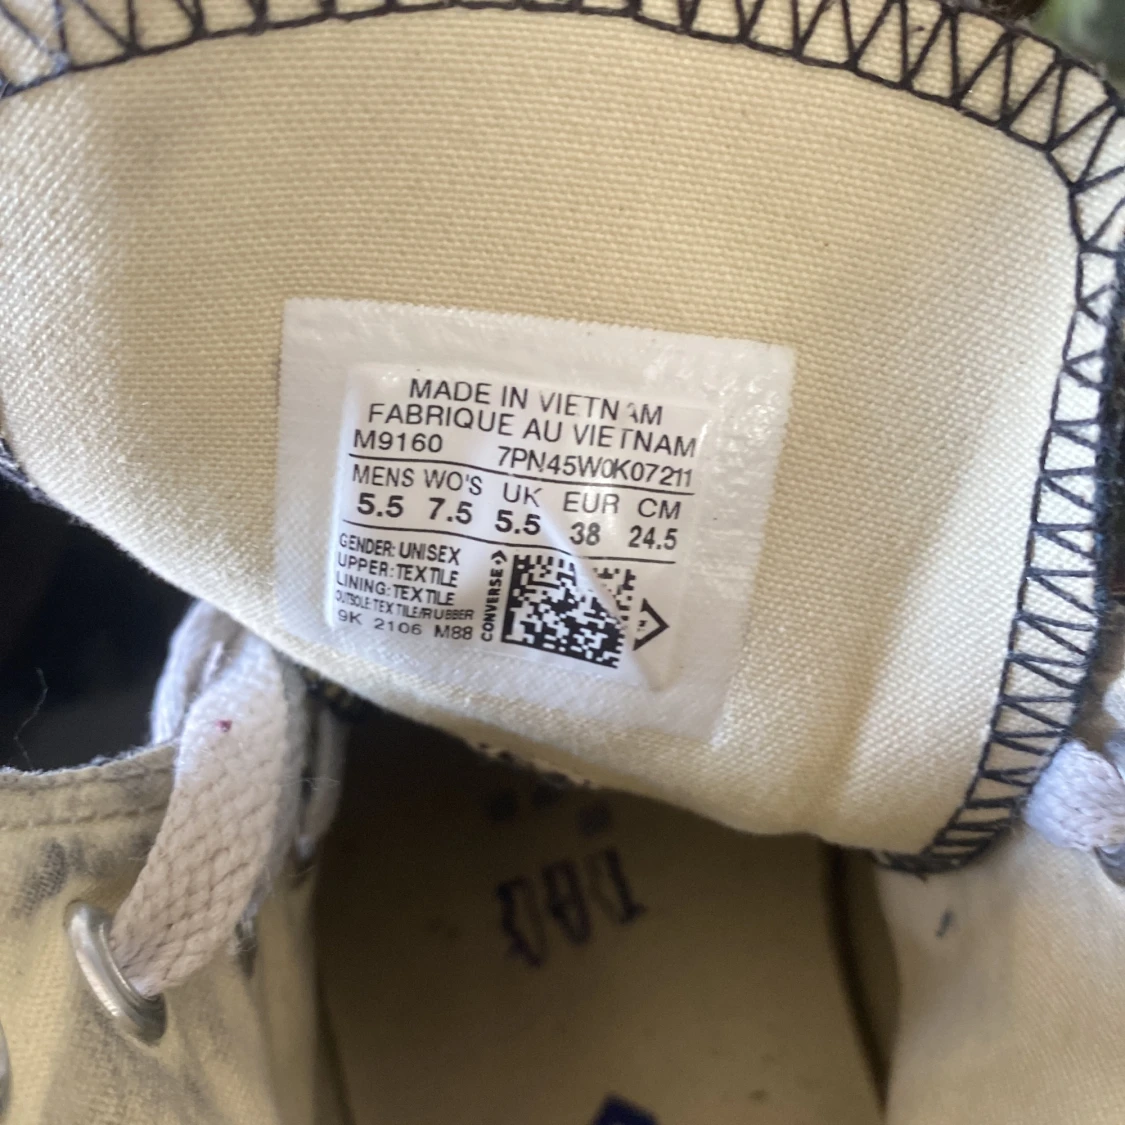 MADE IN VIETNAM
FABRIQUE AU VIETNAM
M9160 7PN45W0K07211
MENS WO'S UK EUR CM
5.5 7.5 5.5 38 24.5
GENDER: UNISEX
UPPER: TEXTILE
LINING: TEXTILE
OUTSOLE: TEXTILE/RUBBER
9K 2106 M88
CONVERSE